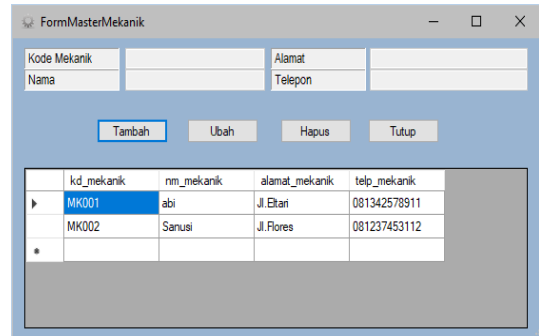 FormMasterMekanik
Kode Mekanik Alamat
Nama Telepon
Tambah Ubah Hapus Tutup
kd_mekanik nm_mekanik alamat_mekanik telp_mekanik
MK001 abi Jl.Eltari 081342578911
MK002 Sanusi Jl.Flores 081237453112